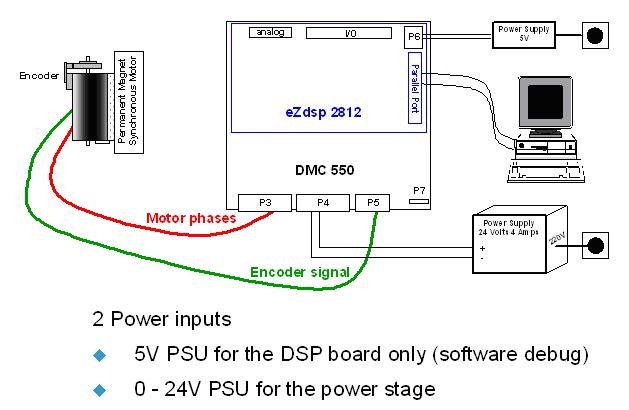 analog
I/O
P6
Power Supply
5V
Encoder
Permanent Magnet
Synchronous Motor
Parallel Port
eZdsp 2812
DMC 550
P7
P3
P4
P5
Motor phases
Encoder signal
Power Supply
24 Volts 4 Amps
220V
+
-
2 Power inputs
5V PSU for the DSP board only (software debug)
0 - 24V PSU for the power stage